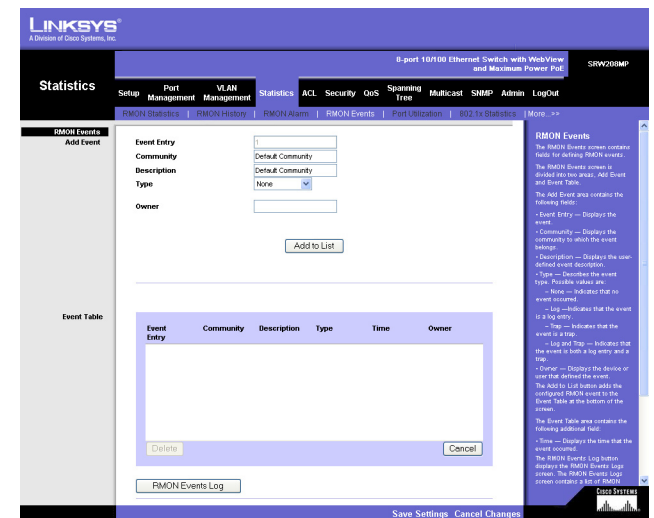 LINKSYS®
A Division of Cisco Systems, Inc.
8-port 10/100 Ethernet Switch with WebView
and Maximum Power PoE
SRW208MP
Statistics
Setup
Port Management
VLAN Management
Statistics
ACL
Security
QoS
Spanning Tree
Multicast
SNMP
Admin
LogOut
RMON Statistics | RMON History | RMON Alarm | RMON Events | Port Utilization | 802.1x Statistics | More...>>
RMON Events
Add Event
Event Entry
1
Community
Default Community
Description
Default Community
Type
None
Owner
Add to List
Event Table
Event Entry
Community
Description
Type
Time
Owner
Delete
Cancel
RMON Events Log
Save Settings
Cancel Changes
RMON Events
The RMON Events screen contains
fields for defining RMON events.
The RMON Events screen is
divided into two areas, Add Event
and Event Table.
The Add Event area contains the
following fields:
• Event Entry — Displays the
event.
• Community — Displays the
community to which the event
belongs.
• Description — Displays the user-
defined event description.
• Type — Describes the event
type. Possible values are:
– None — Indicates that no
event occurred.
– Log —Indicates that the event
is a log entry.
– Trap — Indicates that the
event is a trap.
– Log and Trap — Indicates that
the event is both a log entry and a
trap.
• Owner — Displays the device or
user that defined the event.
The Add to List button adds the
configured RMON event to the
Event Table at the bottom of the
screen.
The Event Table area contains the
following additional field:
• Time — Displays the time that the
event occurred.
The RMON Events Log button
displays the RMON Events Logs
screen. The RMON Events Logs
screen contains a list of RMON
CISCO SYSTEMS